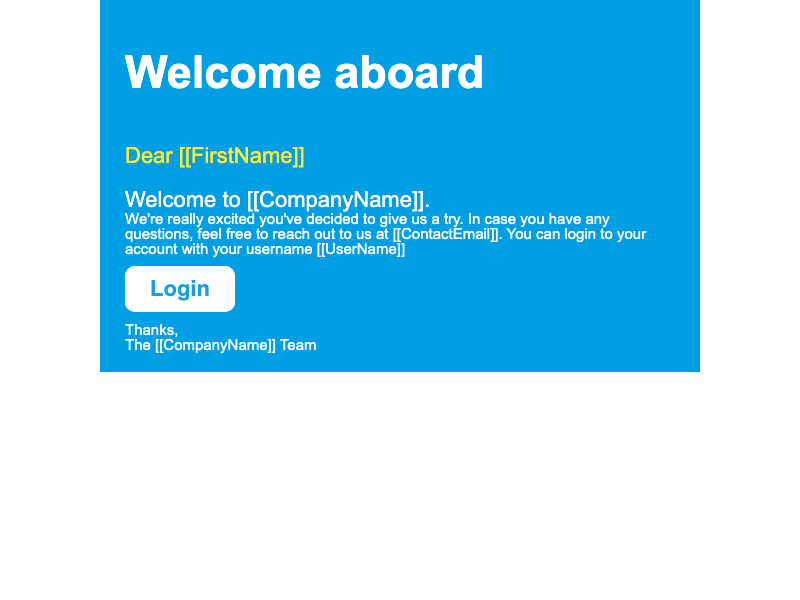 Welcome aboard
Dear [[FirstName]]
Welcome to [[CompanyName]].
We're really excited you've decided to give us a try. In case you have any
questions, feel free to reach out to us at [[ContactEmail]]. You can login to your
account with your username [[UserName]]
Login
Thanks,
The [[CompanyName]] Team